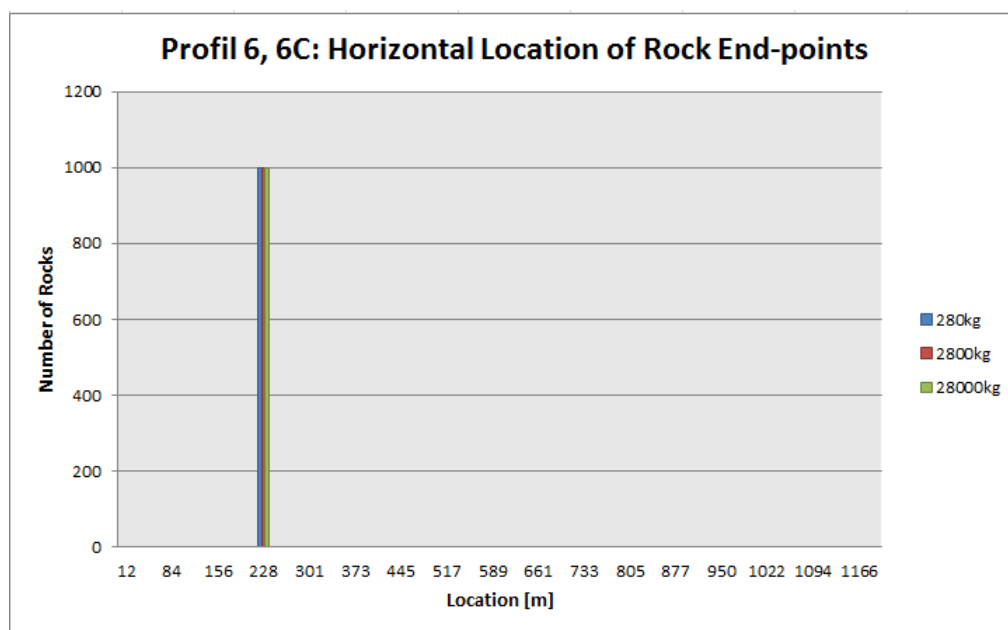 Profil 6, 6C: Horizontal Location of Rock End-points
1200
1000
800
600
400
200
0
Number of Rocks
12 84 156 228 301 373 445 517 589 661 733 805 877 950 1022 1094 1166
Location [m]
280kg
2800kg
28000kg